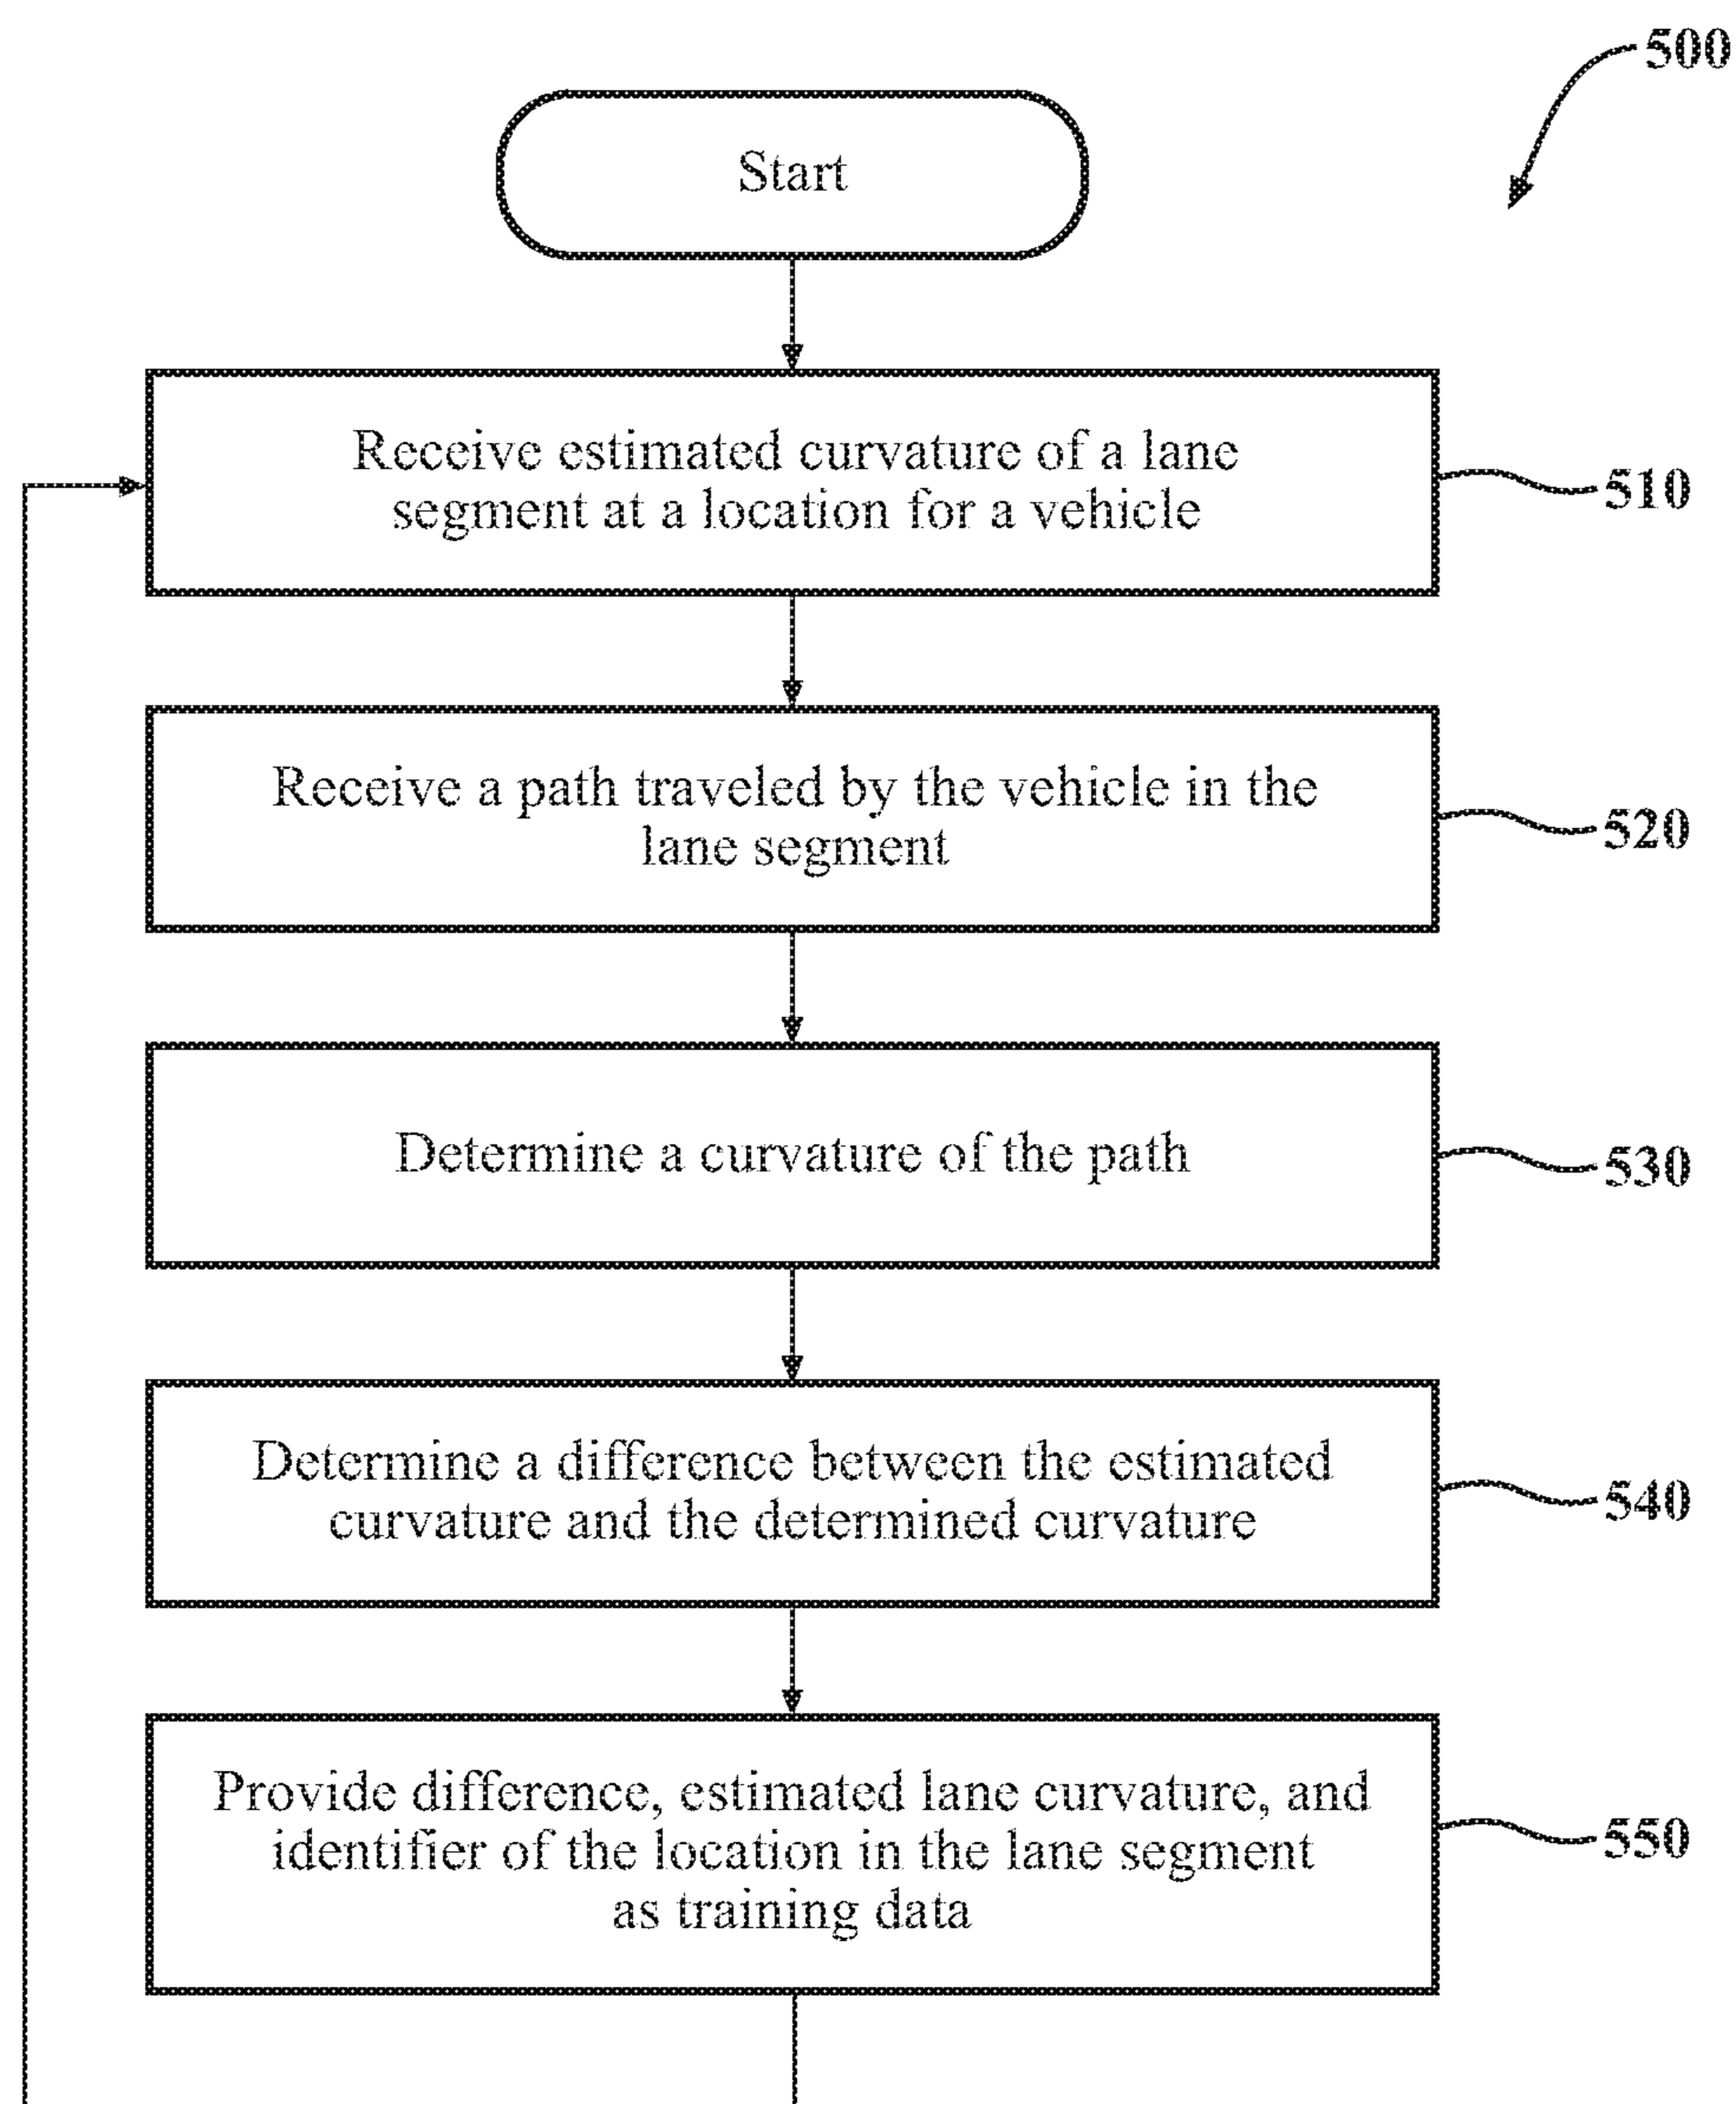 500
Start
Receive estimated curvature of a lane
segment at a location for a vehicle
510
Receive a path traveled by the vehicle in the
lane segment
520
Determine a curvature of the path
530
Determine a difference between the estimated
curvature and the determined curvature
540
Provide difference, estimated lane curvature, and
identifier of the location in the lane segment
as training data
550